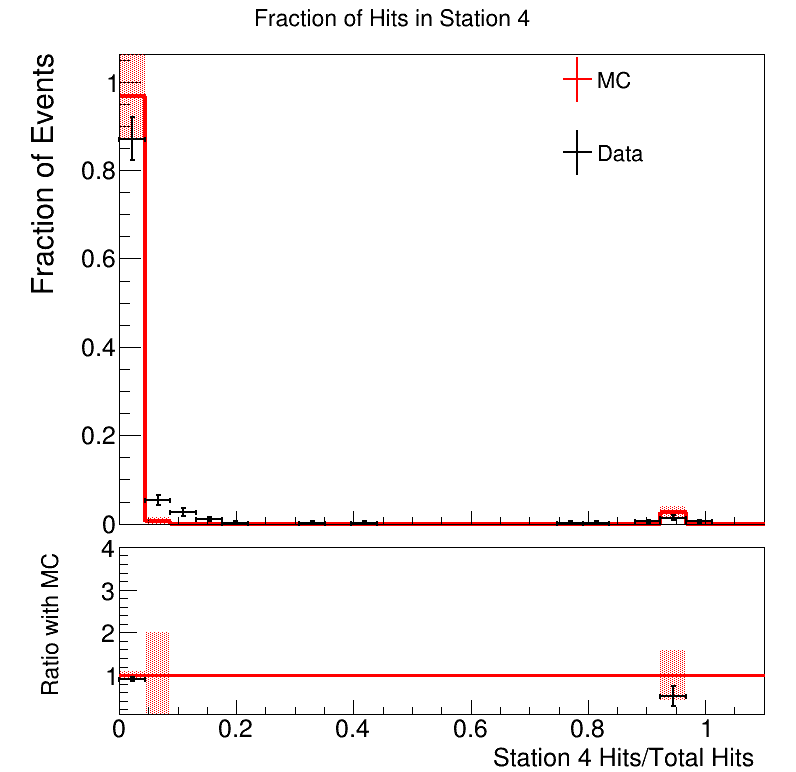 Fraction of Hits in Station 4
Fraction of Events
1
0.8
0.6
0.4
0.2
0
MC
Data
Ratio with MC
4
3
2
1
0 0.2 0.4 0.6 0.8 1
Station 4 Hits/Total Hits